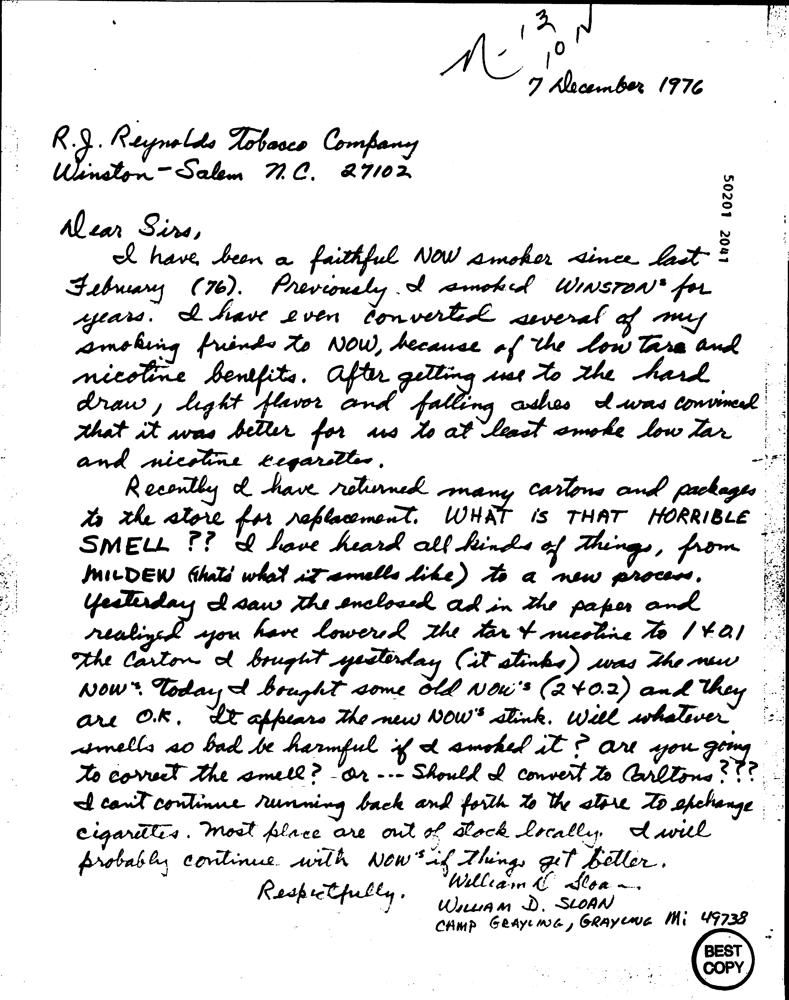 N-13
10N
7 December 1976
R.J. Reynolds Tobacco Company
Winston-Salem N.C. 27102
50201 2041
Dear Sirs,
I have been a faithful NOW smoker since last
February (76). Previously I smoked WINSTON's for
years. I have even converted several of my
smoking friends to NOW, because of the low tars and
nicotine benefits. After getting use to the hard
draw, light flavor and falling ashes I was convinced
that it was better for us to at least smoke low tar
and nicotine cegarettes.
Recently I have returned many cartons and packages
to the store for replacement. WHAT IS THAT HORRIBLE
SMELL ?? I have heard all kinds of things, from
MILDEW (thats what it smells like) to a new process.
Yesterday I saw the enclosed ad in the paper and
realized you have lowered the tar + nicotine to 1 + 0.1
The Carton I bought yesterday (it stinks) was the new
NOW's. Today I bought some old NOW's (2 + 0.2) and they
are O.K. It appears the new NOW's stink. Will whatever
smells so bad be harmful if I smoked it? Are you going
to correct the smell? - or --- Should I convert to Carltons???
I can't continue running back and forth to the store to exchange
cigarettes. Most place are out of stock locally. I will
probably continue with NOW's if things get better.
Respectfully.
William D Sloan
WILLIAM D. SLOAN
CAMP GRAYLING, GRAYLING Mi 49738
BEST
COPY